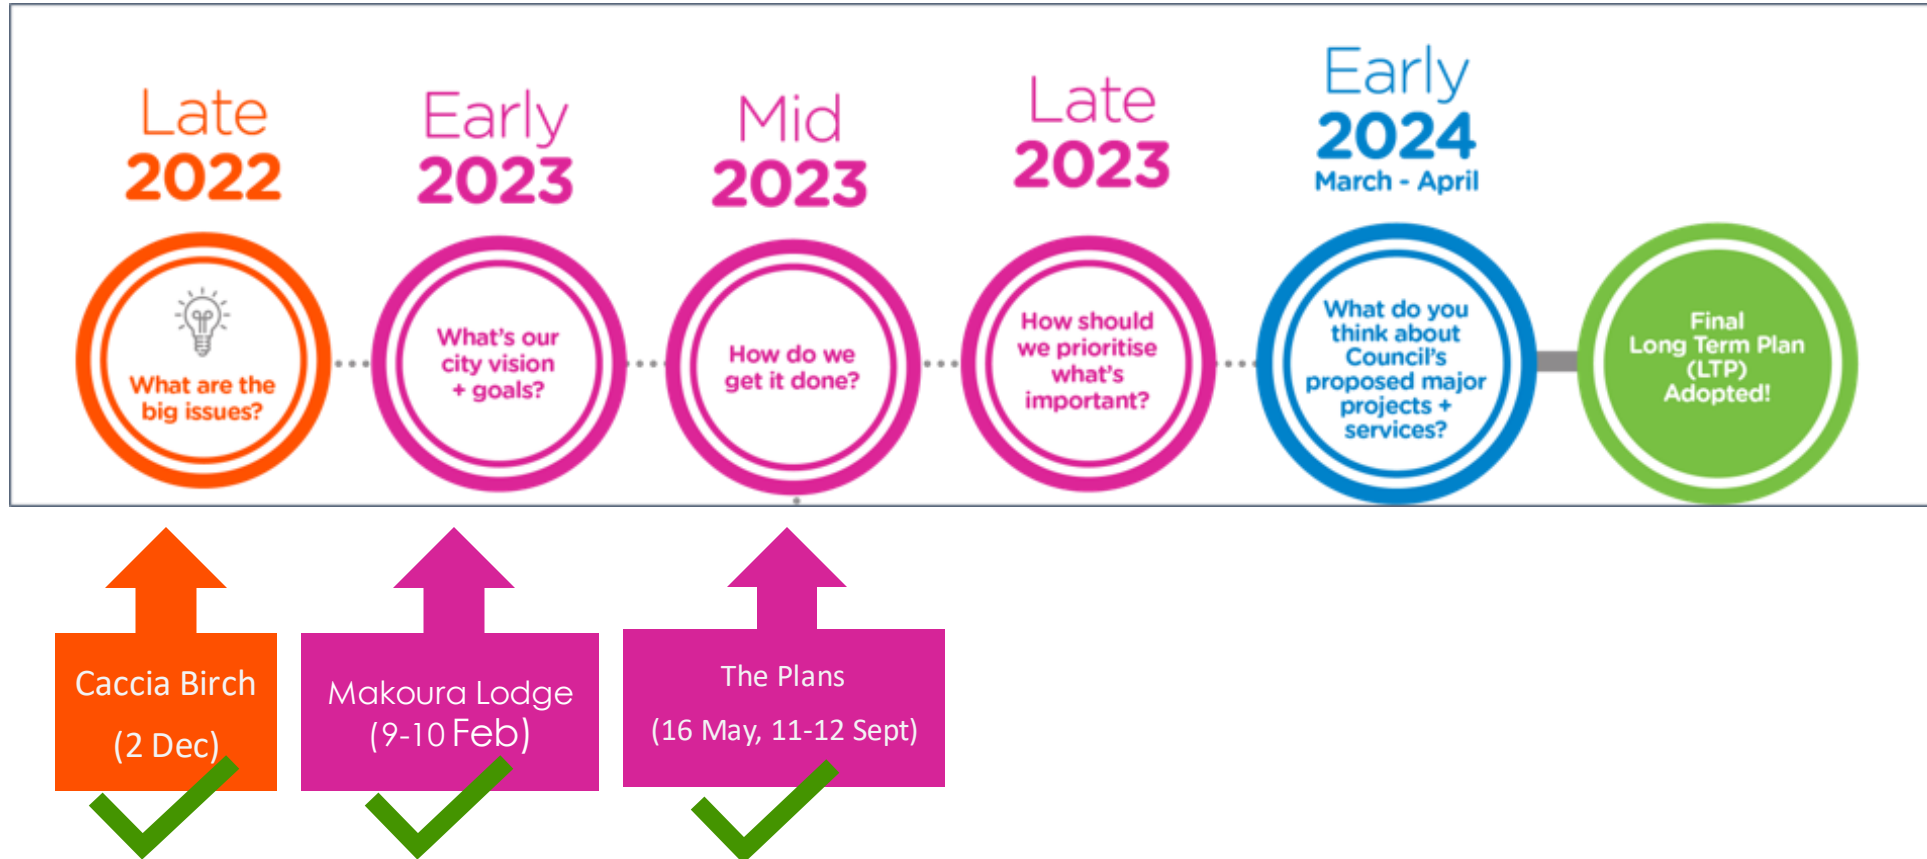 Late
2022
Early
2023
Mid
2023
Late
2023
Early
2024
March - April
What are the
big issues?
What's our
city vision
+ goals?
How do we
get it done?
How should
we prioritise
what's
important?
What do you
think about
Council's
proposed major
projects +
services?
Final
Long Term Plan
(LTP)
Adopted!
Caccia Birch
(2 Dec)
Makoura Lodge
(9-10 Feb)
The Plans
(16 May, 11-12 Sept)